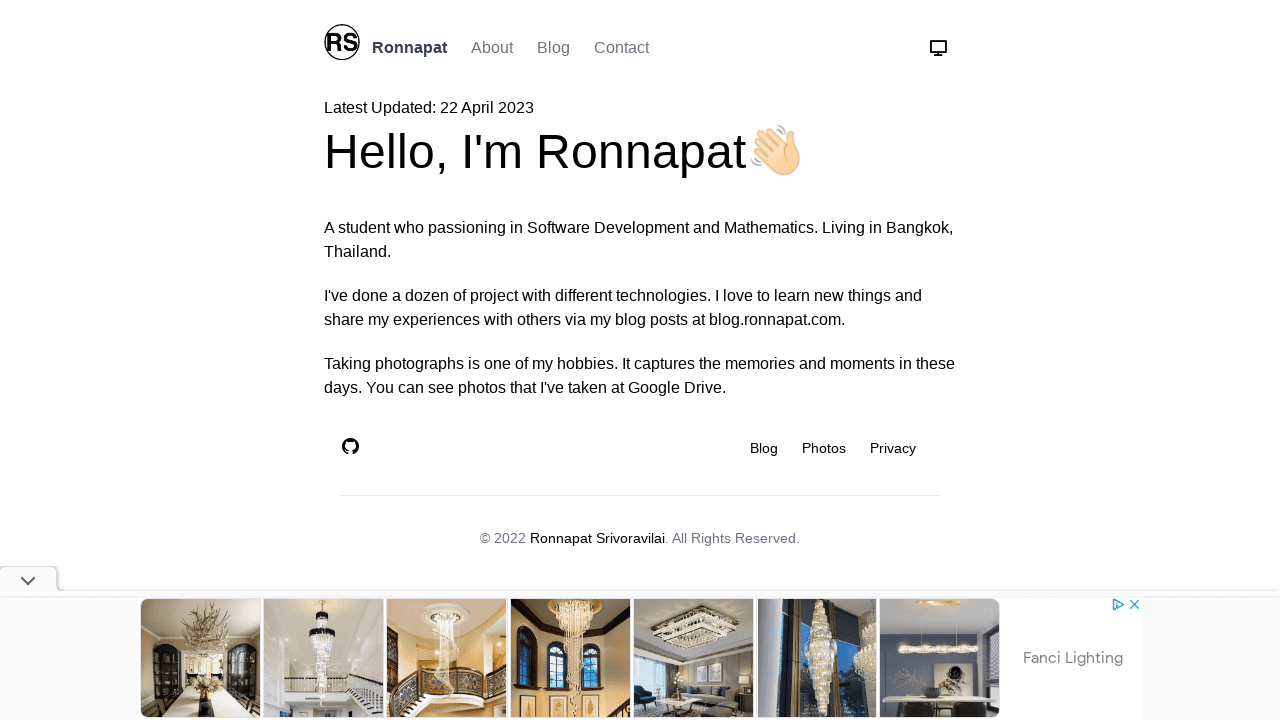 RS Ronnapat About Blog Contact
Latest Updated: 22 April 2023
Hello, I'm Ronnapat👋🏻
A student who passioning in Software Development and Mathematics. Living in Bangkok,
Thailand.
I've done a dozen of project with different technologies. I love to learn new things and
share my experiences with others via my blog posts at blog.ronnapat.com.
Taking photographs is one of my hobbies. It captures the memories and moments in these
days. You can see photos that I've taken at Google Drive.
Blog Photos Privacy
© 2022 Ronnapat Srivoravilai. All Rights Reserved.
Fanci Lighting